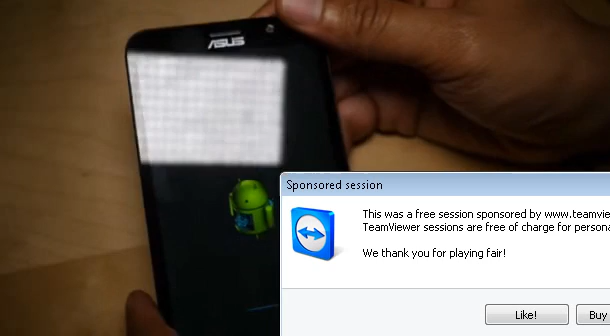 ASUS
Sponsored session
This was a free session sponsored by www.teamvie
TeamViewer sessions are free of charge for persona
We thank you for playing fair!
Like!
Buy